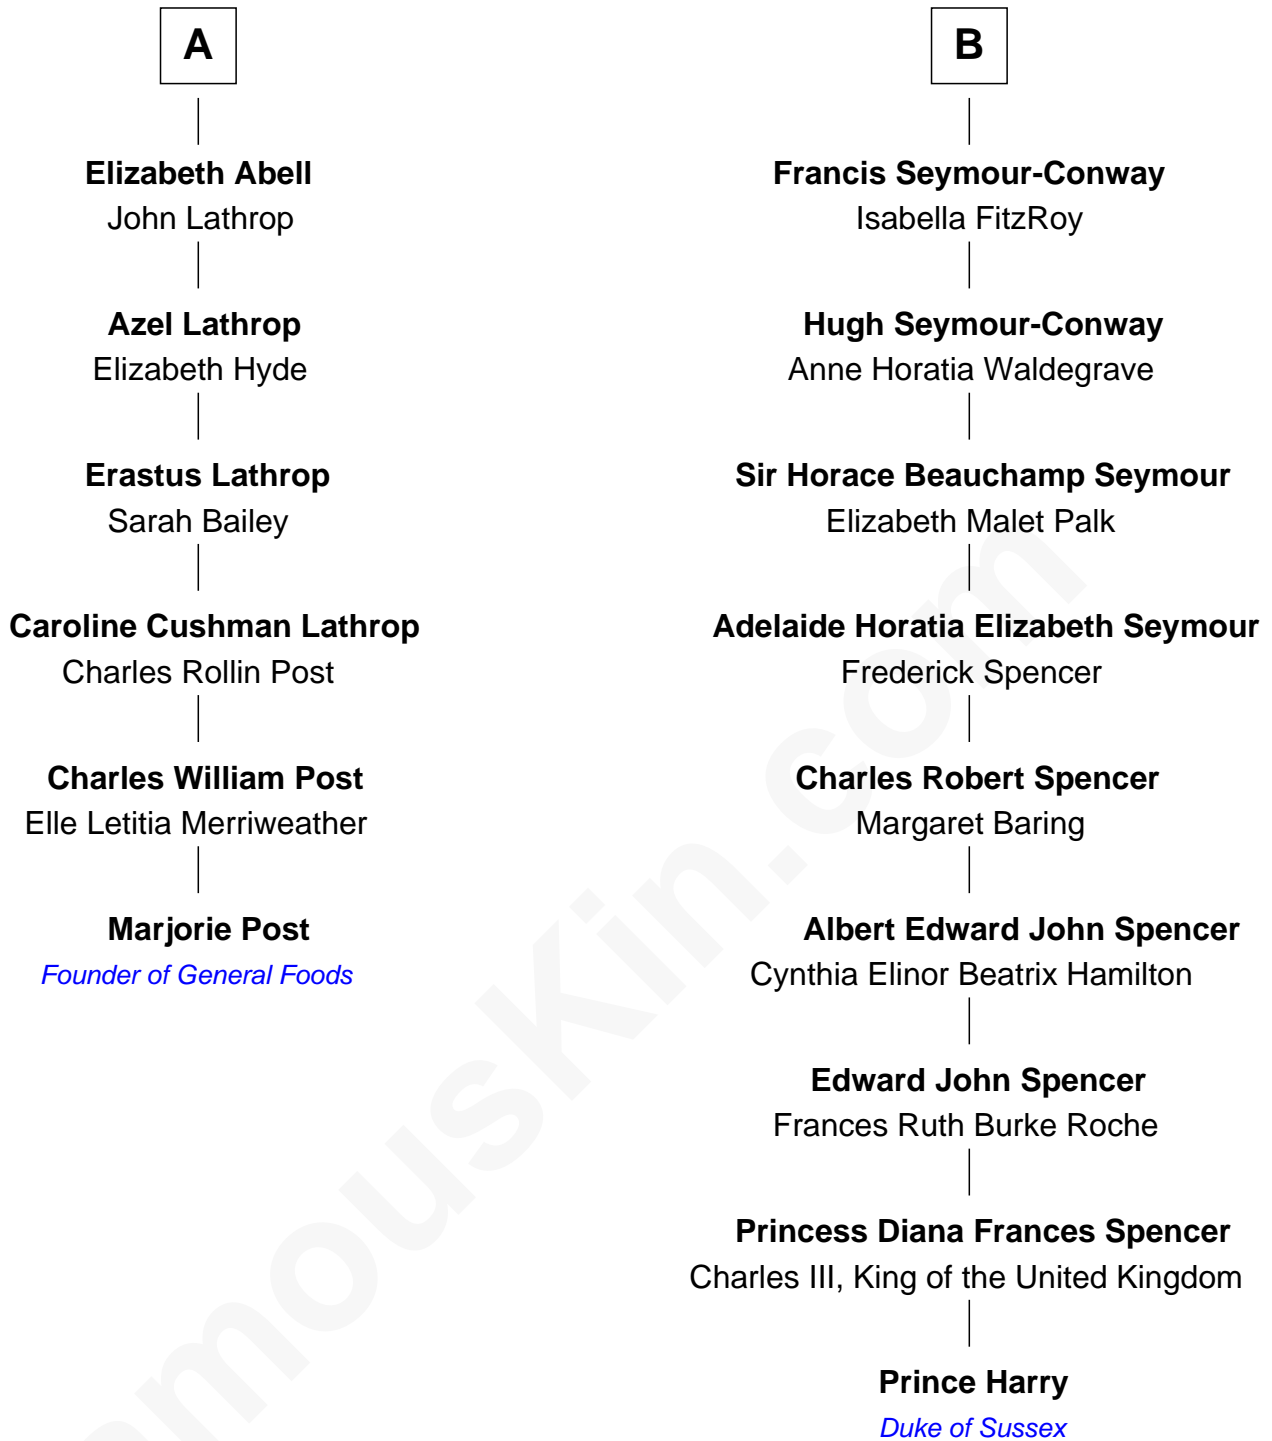 A
Elizabeth Abell
John Lathrop
Azel Lathrop
Elizabeth Hyde
Erastus Lathrop
Sarah Bailey
Caroline Cushman Lathrop
Charles Rollin Post
Charles William Post
Elle Letitia Merriweather
Marjorie Post
Founder of General Foods
B
Francis Seymour-Conway
Isabella FitzRoy
Hugh Seymour-Conway
Anne Horatia Waldegrave
Sir Horace Beauchamp Seymour
Elizabeth Malet Palk
Adelaide Horatia Elizabeth Seymour
Frederick Spencer
Charles Robert Spencer
Margaret Baring
Albert Edward John Spencer
Cynthia Elinor Beatrix Hamilton
Edward John Spencer
Frances Ruth Burke Roche
Princess Diana Frances Spencer
Charles III, King of the United Kingdom
Prince Harry
Duke of Sussex
amouskin.com